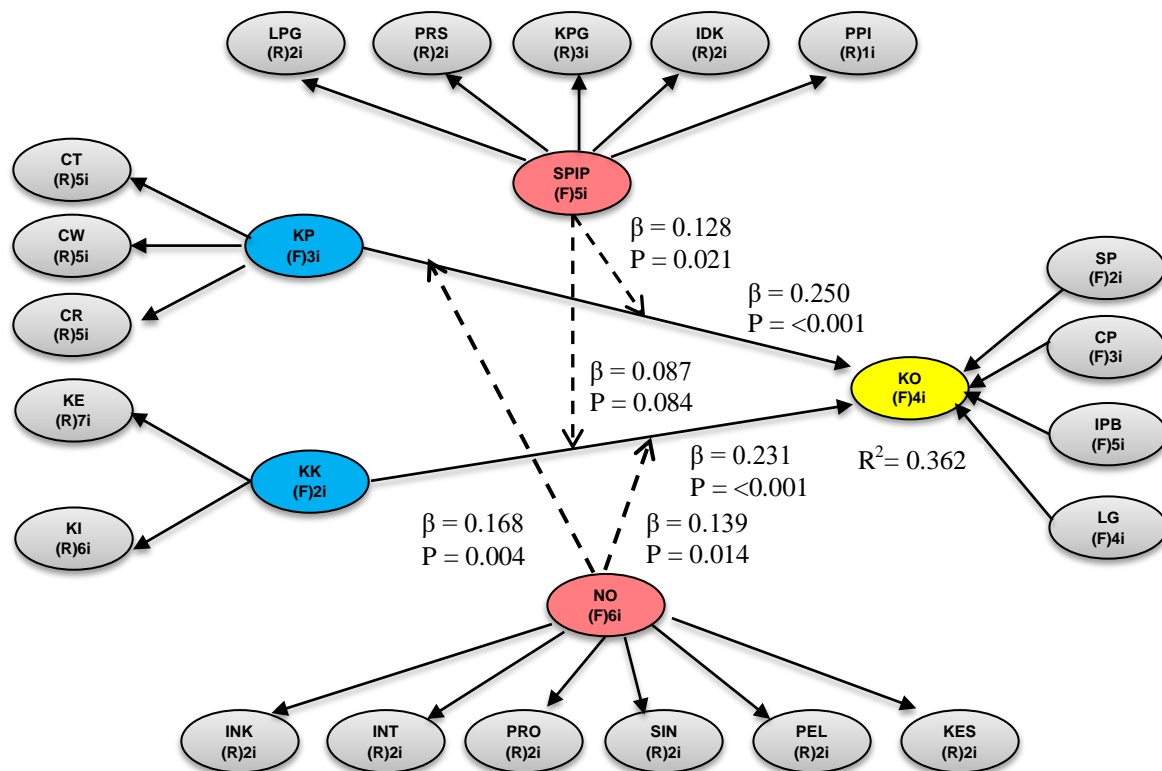 LPG
(R)2i
PRS
(R)2i
KPG
(R)3i
IDK
(R)2i
PPI
(R)1i
SPIP
(F)5i
CT
(R)5i
CW
(R)5i
CR
(R)5i
KP
(F)3i
β = 0.128
P = 0.021
β = 0.250
P = <0.001
SP
(F)2i
CP
(F)3i
IPB
(F)5i
LG
(F)4i
KO
(F)4i
R²= 0.362
β = 0.087
P = 0.084
KE
(R)7i
KI
(R)6i
KK
(F)2i
β = 0.231
P = <0.001
β = 0.168
P = 0.004
β = 0.139
P = 0.014
NO
(F)6i
INK
(R)2i
INT
(R)2i
PRO
(R)2i
SIN
(R)2i
PEL
(R)2i
KES
(R)2i